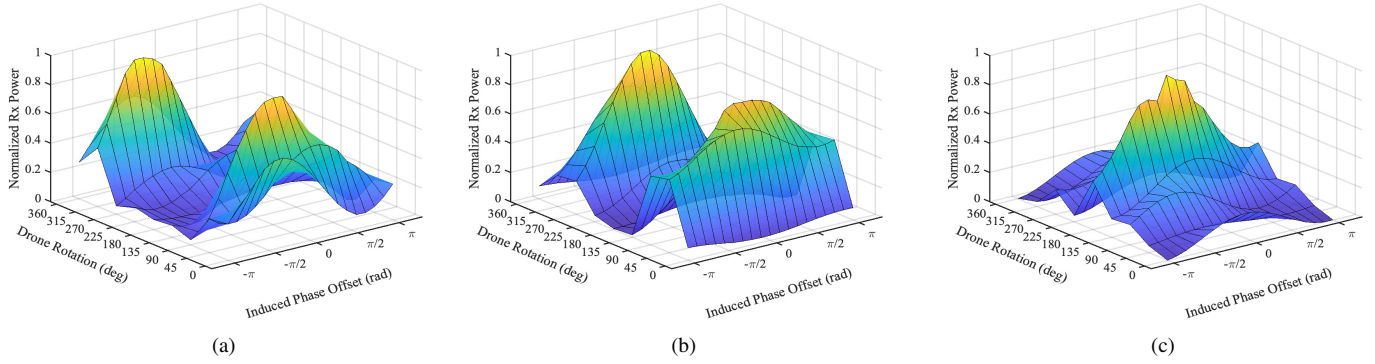 1
0.8
0.6
0.4
0.2
0
Normalized Rx Power
360
315
270
225
180
135
90
45
0
Drone Rotation (deg)
-π
-π/2
0
π/2
π
Induced Phase Offset (rad)
(a)
1
0.8
0.6
0.4
0.2
0
Normalized Rx Power
360
315
270
225
180
135
90
45
0
Drone Rotation (deg)
-π
-π/2
0
π/2
π
Induced Phase Offset (rad)
(b)
1
0.8
0.6
0.4
0.2
0
Normalized Rx Power
360
315
270
225
180
135
90
45
0
Drone Rotation (deg)
-π
-π/2
0
π/2
π
Induced Phase Offset (rad)
(c)